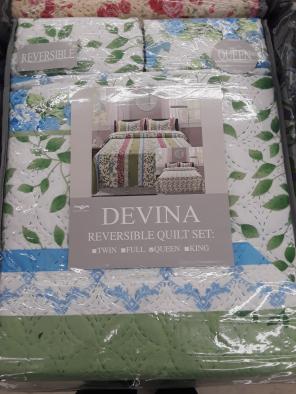 REVERSIBLE
QUEEN
DEVINA
REVERSIBLE QUILT SET:
TWIN FULL QUEEN KING